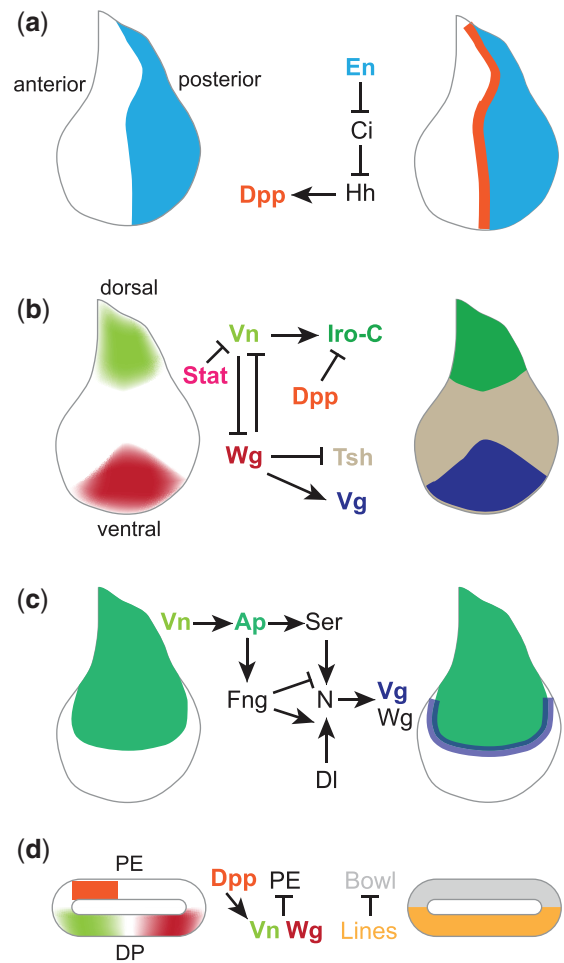 (a)
anterior
posterior
En
Ci
Dpp
Hh
(b)
dorsal
Vn
Iro-C
Stat
Dpp
Wg
Tsh
Vg
ventral
(c)
Vn
Ap
Ser
Fng
N
Vg
Wg
Dl
(d)
PE
DP
Dpp
PE
Vn Wg
Bowl
Lines